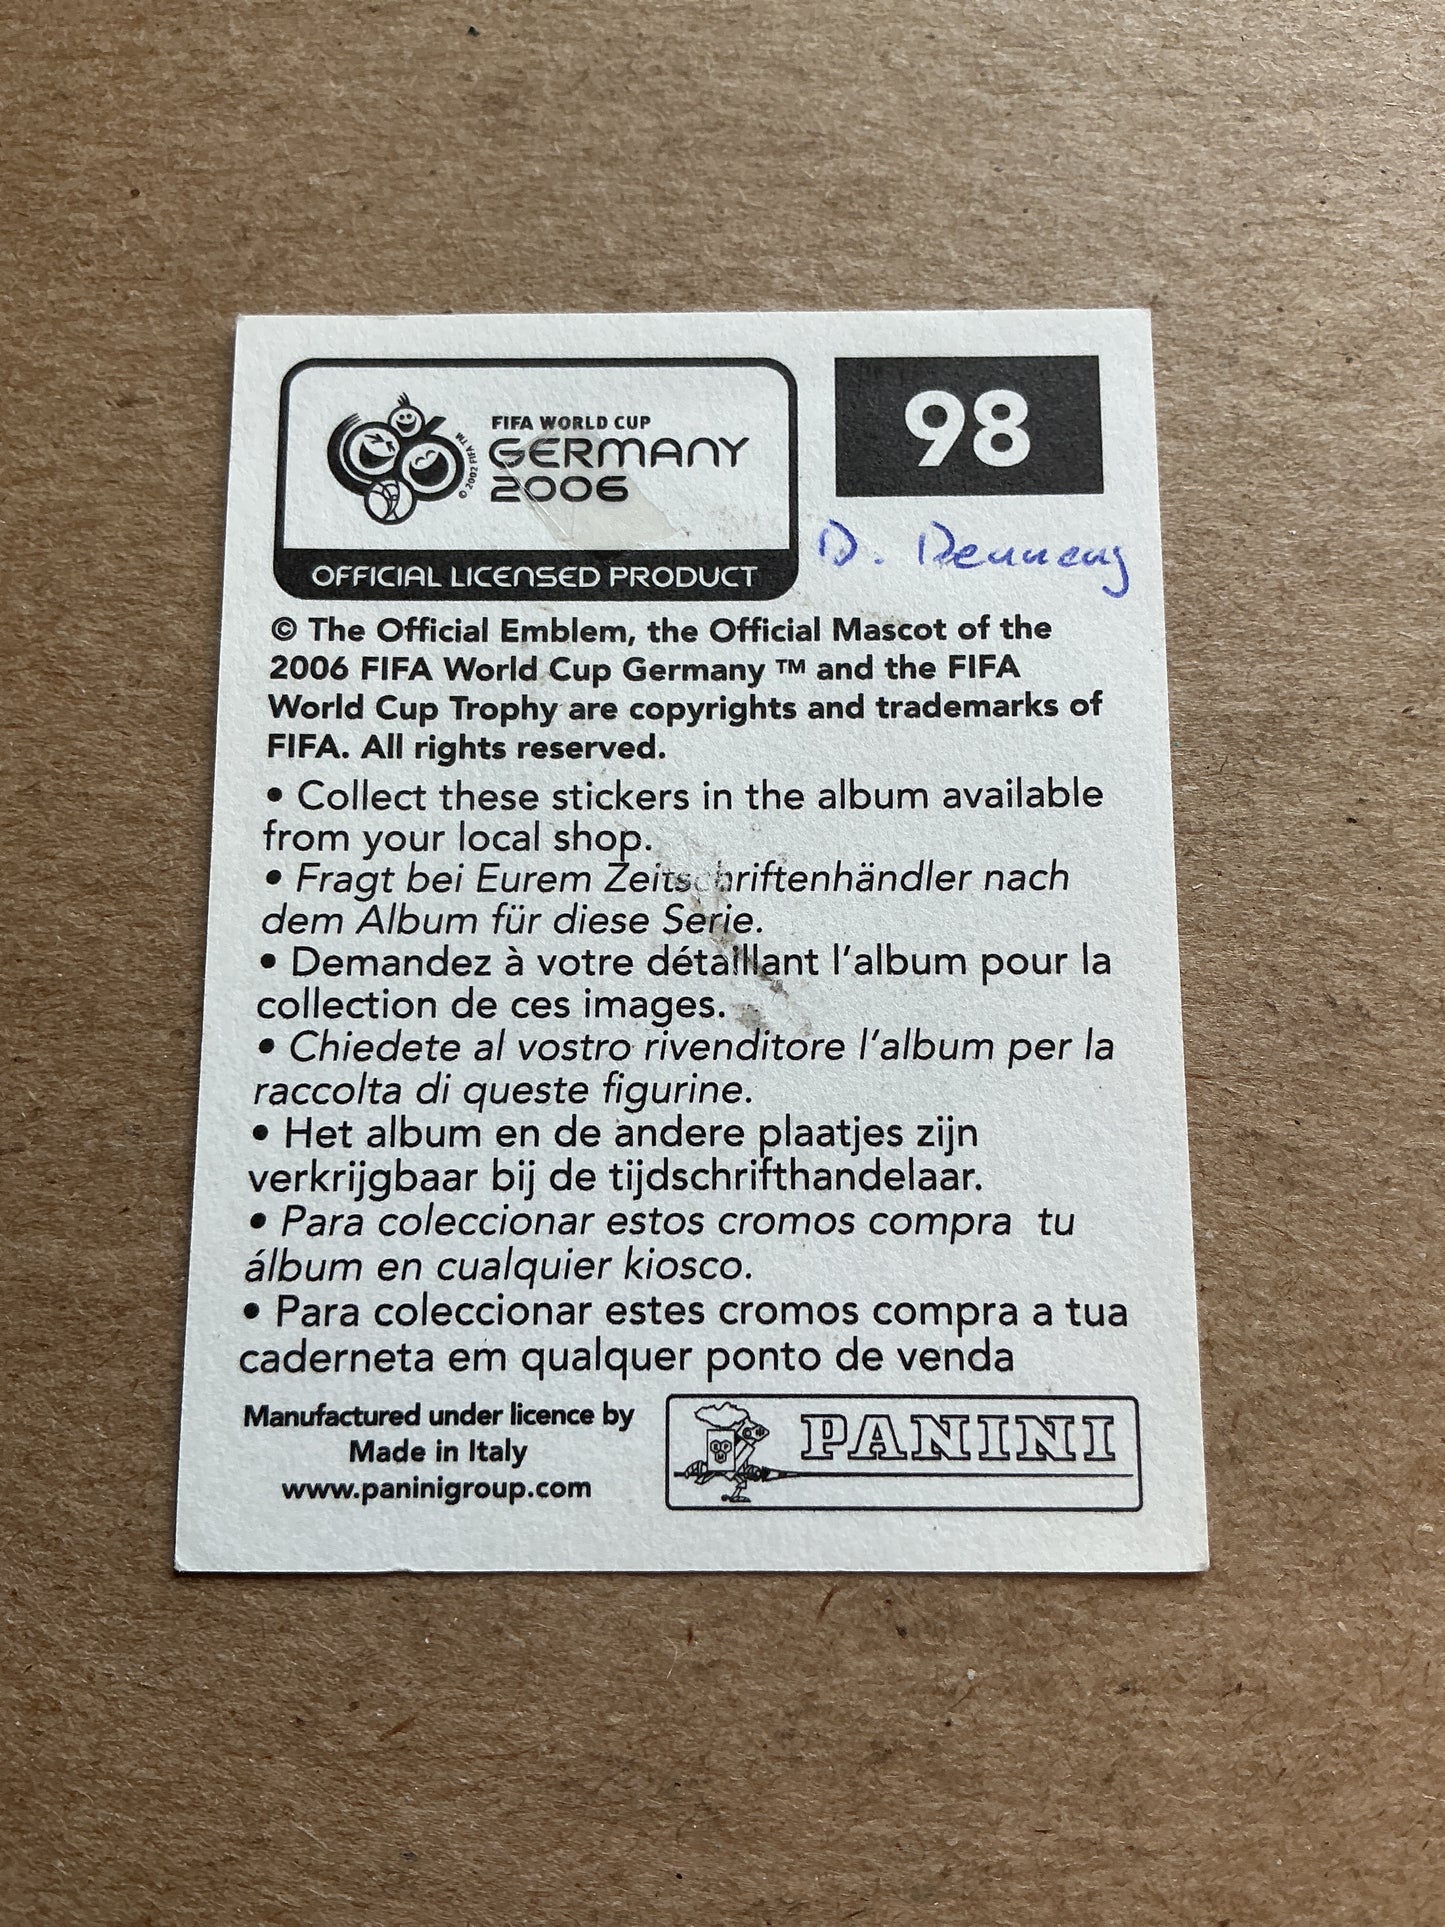 FIFA WORLD CUP
GERMANY
2006
© 2002 FIFA TM
OFFICIAL LICENSED PRODUCT
98
© The Official Emblem, the Official Mascot of the
2006 FIFA World Cup Germany ™ and the FIFA
World Cup Trophy are copyrights and trademarks of
FIFA. All rights reserved.
• Collect these stickers in the album available
from your local shop.
• Fragt bei Eurem Zeitschriftenhändler nach
dem Album für diese Serie.
• Demandez à votre détaillant l'album pour la
collection de ces images.
• Chiedete al vostro rivenditore l'album per la
raccolta di queste figurine.
• Het album en de andere plaatjes zijn
verkrijgbaar bij de tijdschrifthandelaar.
• Para coleccionar estos cromos compra tu
álbum en cualquier kiosco.
• Para coleccionar estes cromos compra a tua
caderneta em qualquer ponto de venda
Manufactured under licence by
Made in Italy
www.paninigroup.com
PANINI